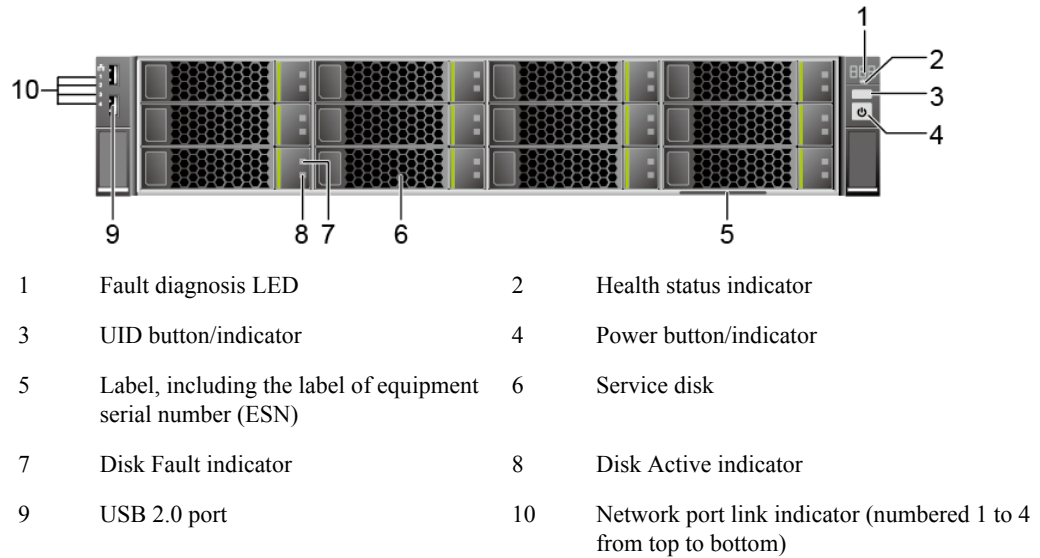 1
2
10
3
4
9
8 7
6
5
1 Fault diagnosis LED 2 Health status indicator
3 UID button/indicator 4 Power button/indicator
5 Label, including the label of equipment 6 Service disk
serial number (ESN)
7 Disk Fault indicator 8 Disk Active indicator
9 USB 2.0 port 10 Network port link indicator (numbered 1 to 4
from top to bottom)